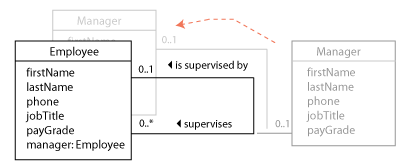 Manager
firstName
0..1
Employee
firstName
lastName
phone
jobTitle
payGrade
manager: Employee
0..1
is supervised by
0..*
supervises
0..1
Manager
firstName
lastName
phone
jobTitle
payGrade